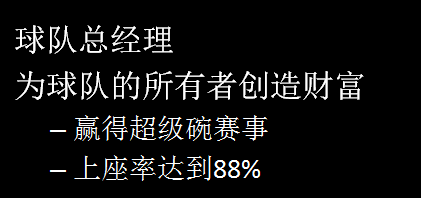 球队总经理
为球队的所有者创造财富
– 赢得超级碗赛事
– 上座率达到88%